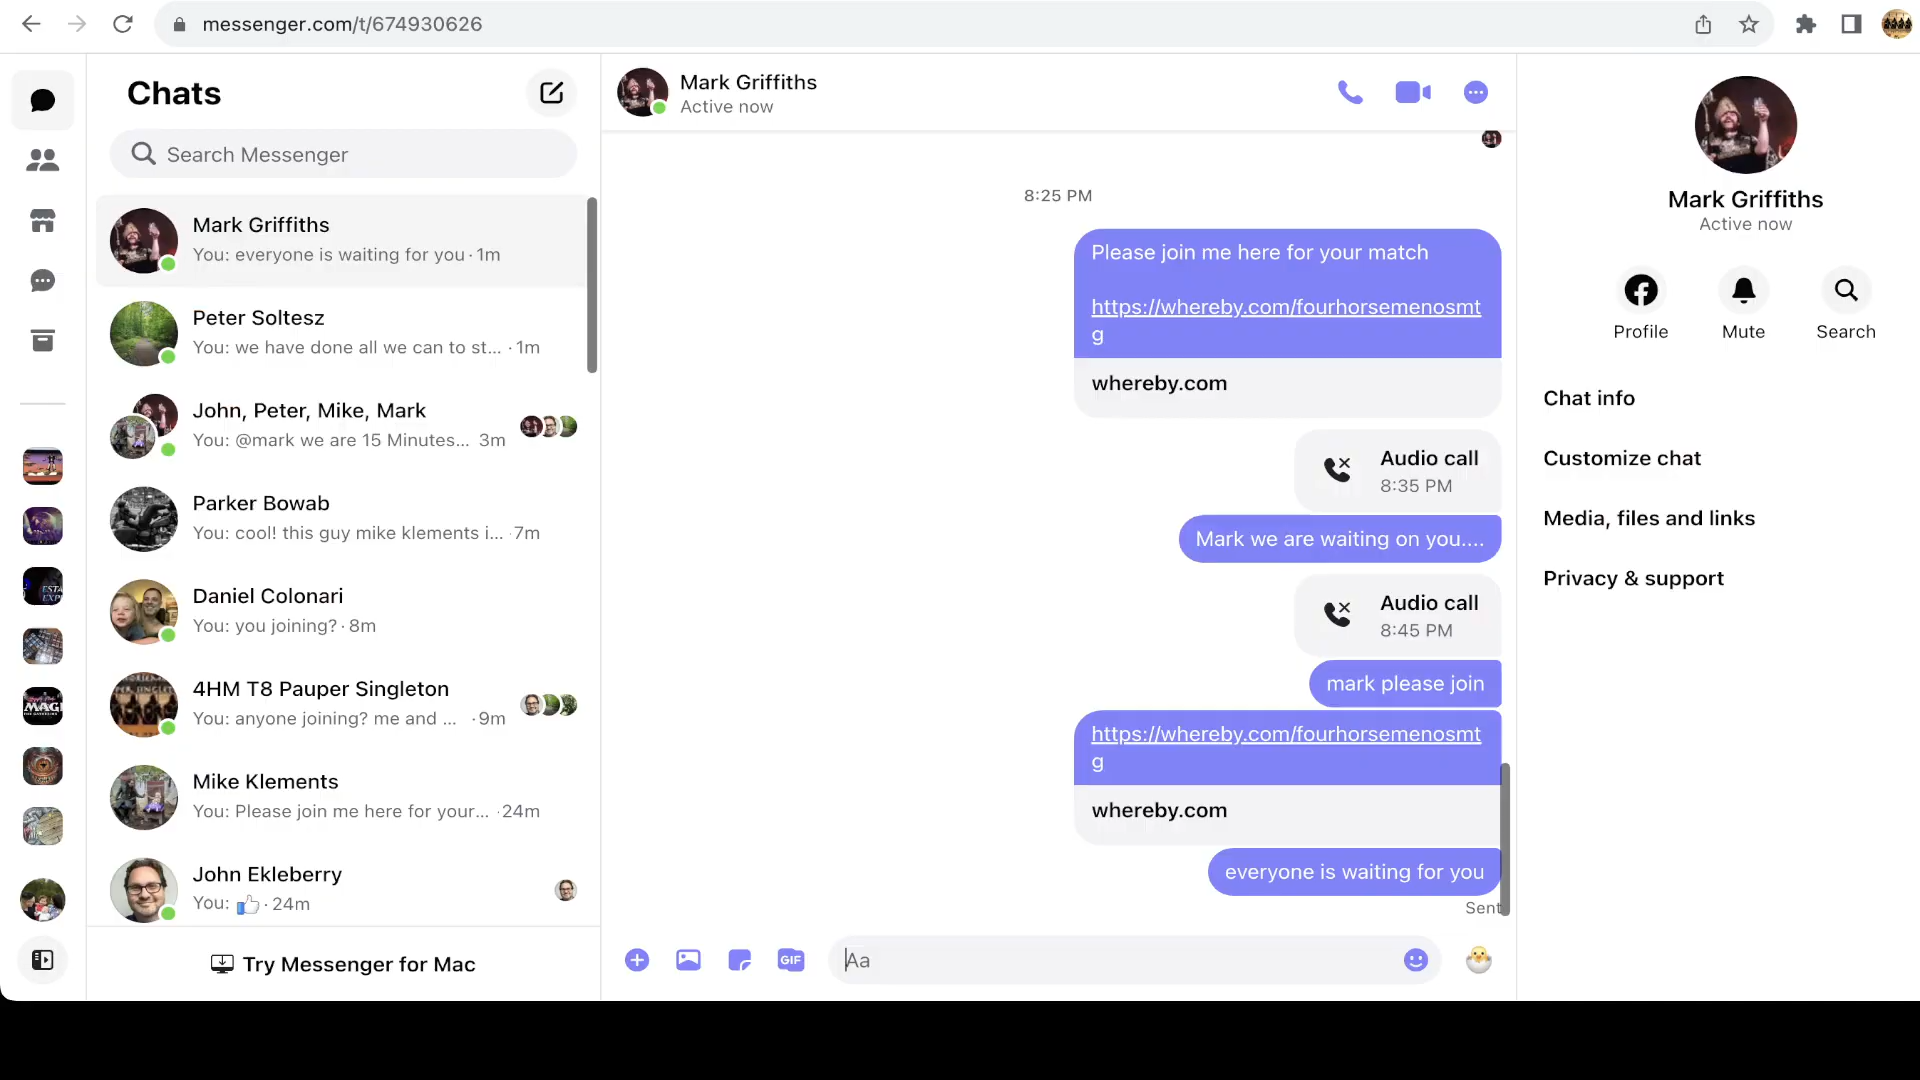 messenger.com/t/674930626
Chats
Search Messenger
Mark Griffiths
You: everyone is waiting for you · 1m
Peter Soltesz
You: we have done all we can to st... · 1m
John, Peter, Mike, Mark
You: @mark we are 15 Minutes... 3m
Parker Bowab
You: cool! this guy mike klements i... · 7m
Daniel Colonari
You: you joining? · 8m
4HM T8 Pauper Singleton
You: anyone joining? me and ... · 9m
Mike Klements
You: Please join me here for your... · 24m
John Ekleberry
You: 👍 · 24m
Try Messenger for Mac
Mark Griffiths
Active now
8:25 PM
Please join me here for your match
https://whereby.com/fourhorsemenosmt
g
whereby.com
Audio call
8:35 PM
Mark we are waiting on you....
Audio call
8:45 PM
mark please join
https://whereby.com/fourhorsemenosmt
g
whereby.com
everyone is waiting for you
Sent
GIF
Aa
Mark Griffiths
Active now
Profile
Mute
Search
Chat info
Customize chat
Media, files and links
Privacy & support